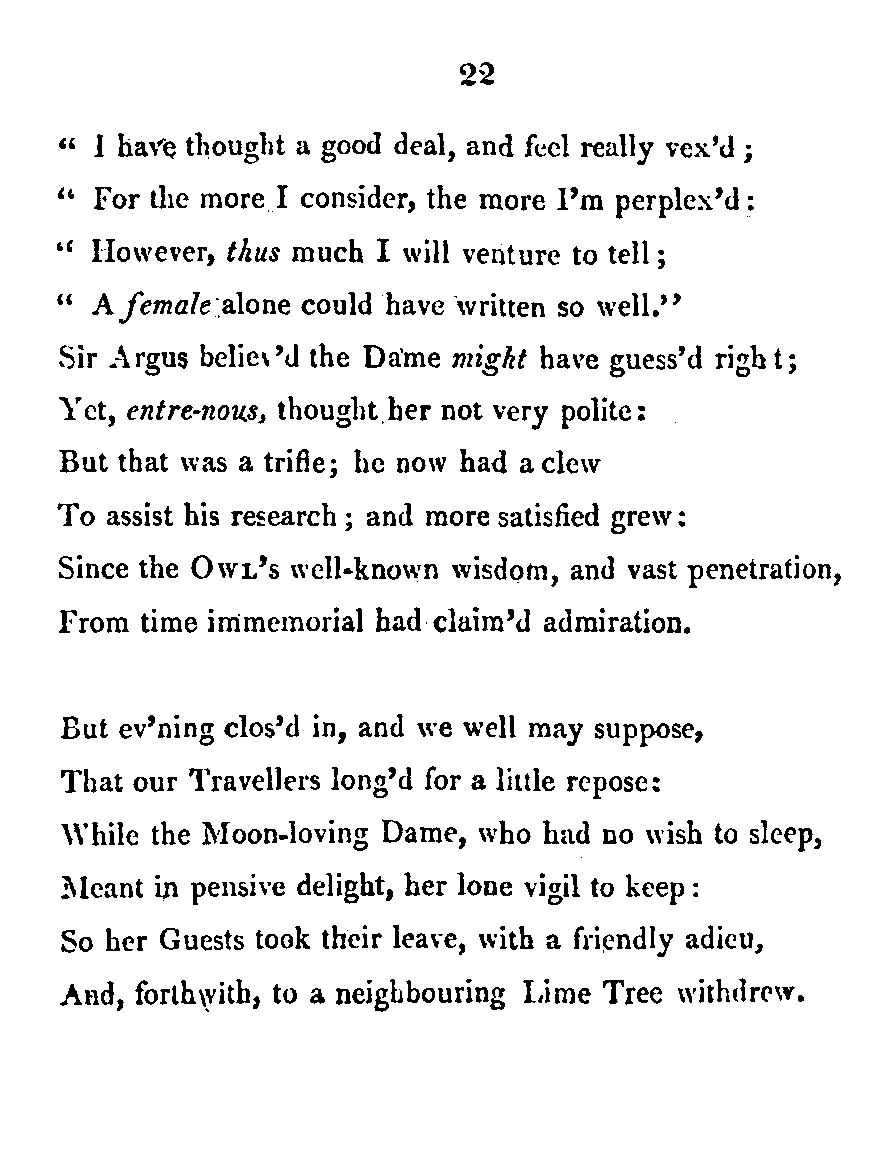 22
“ I have thought a good deal, and feel really vex’d ;
“ For the more I consider, the more I’m perplex’d :
“ However, thus much I will venture to tell ;
“ A female alone could have written so well.”
Sir Argus believ’d the Dame might have guess’d right ;
Yet, entre-nous, thought her not very polite :
But that was a trifle ; he now had a clew
To assist his research ; and more satisfied grew :
Since the OWL’s well-known wisdom, and vast penetration,
From time immemorial had claim’d admiration.
But ev’ning clos’d in, and we well may suppose,
That our Travellers long’d for a little repose :
While the Moon-loving Dame, who had no wish to sleep,
Meant in pensive delight, her lone vigil to keep :
So her Guests took their leave, with a friendly adieu,
And, forthwith, to a neighbouring Lime Tree withdrew.